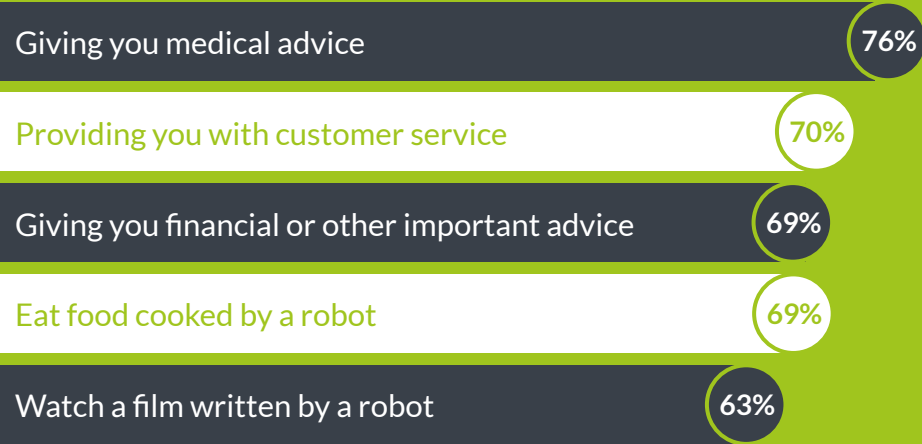 Giving you medical advice 76%
Providing you with customer service 70%
Giving you financial or other important advice 69%
Eat food cooked by a robot 69%
Watch a film written by a robot 63%